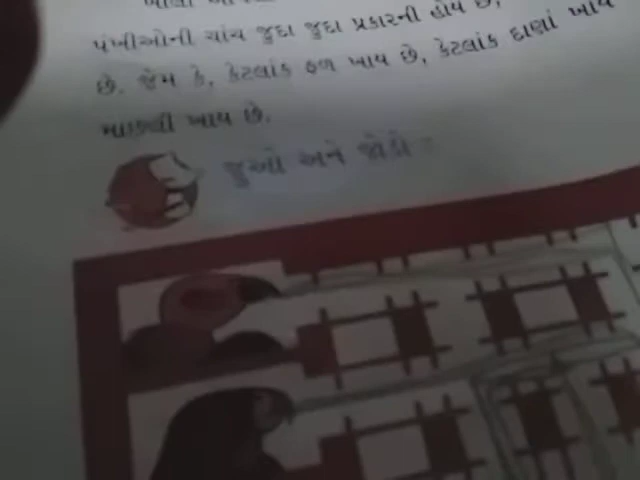 પંખીઓની ચાંચ જુદા જુદા પ્રકારની હોય છે,
છે. જેમ કે, કેટલાંક ફળ ખાય છે, કેટલાંક દાણાં ખાય
માછલી ખાય છે.
જુઓ અને જોડો :